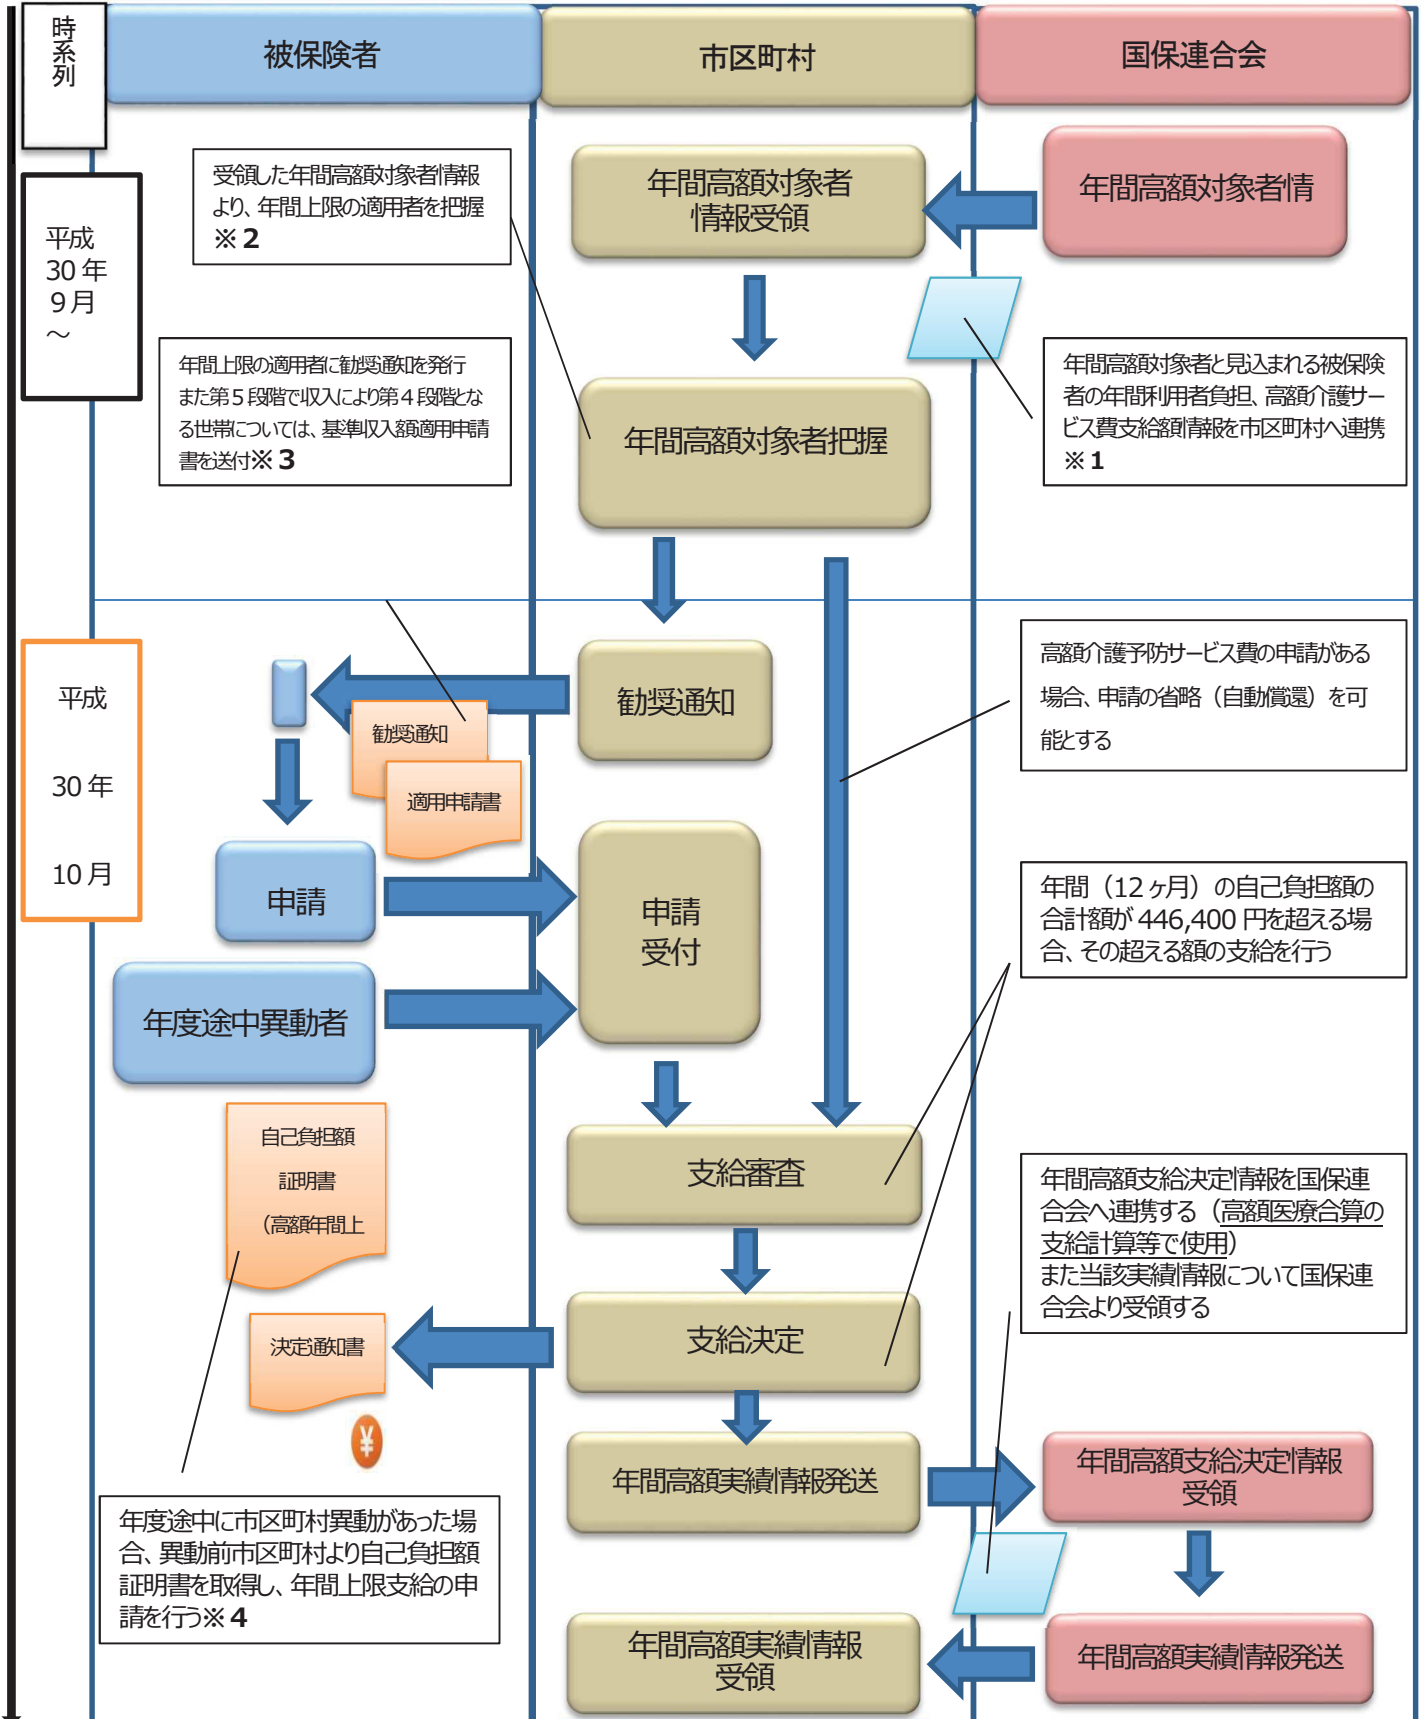 時系列
被保険者
市区町村
国保連合会
平成
30 年
9 月
～
受領した年間高額対象者情報
より、年間上限の適用者を把握
※２
年間高額対象者
情報受領
年間高額対象者情
年間上限の適用者に勧奨通知を発行
また第５段階で収入により第４段階とな
る世帯については、基準収入額適用申請
書を送付※３
年間高額対象者把握
年間高額対象者と見込まれる被保険
者の年間利用者負担、高額介護サー
ビス費支給額情報を市区町村へ連携
※１
平成
30 年
10 月
勧奨通知
勧奨通知
適用申請書
高額介護予防サービス費の申請がある
場合、申請の省略（自動償還）を可
能とする
申請
申請
受付
年度途中異動者
年間（12 ヶ月）の自己負担額の
合計額が 446,400 円を超える場
合、その超える額の支給を行う
自己負担額
証明書
（高額年間上
支給審査
年間高額支給決定情報を国保連
合会へ連携する（高額医療合算の
支給計算等で使用）
また当該実績情報について国保連
合会より受領する
決定通知書
支給決定
¥
年間高額実績情報発送
年間高額支給決定情報
受領
年度途中に市区町村異動があった場
合、異動前市区町村より自己負担額
証明書を取得し、年間上限支給の申
請を行う※４
年間高額実績情報
受領
年間高額実績情報発送